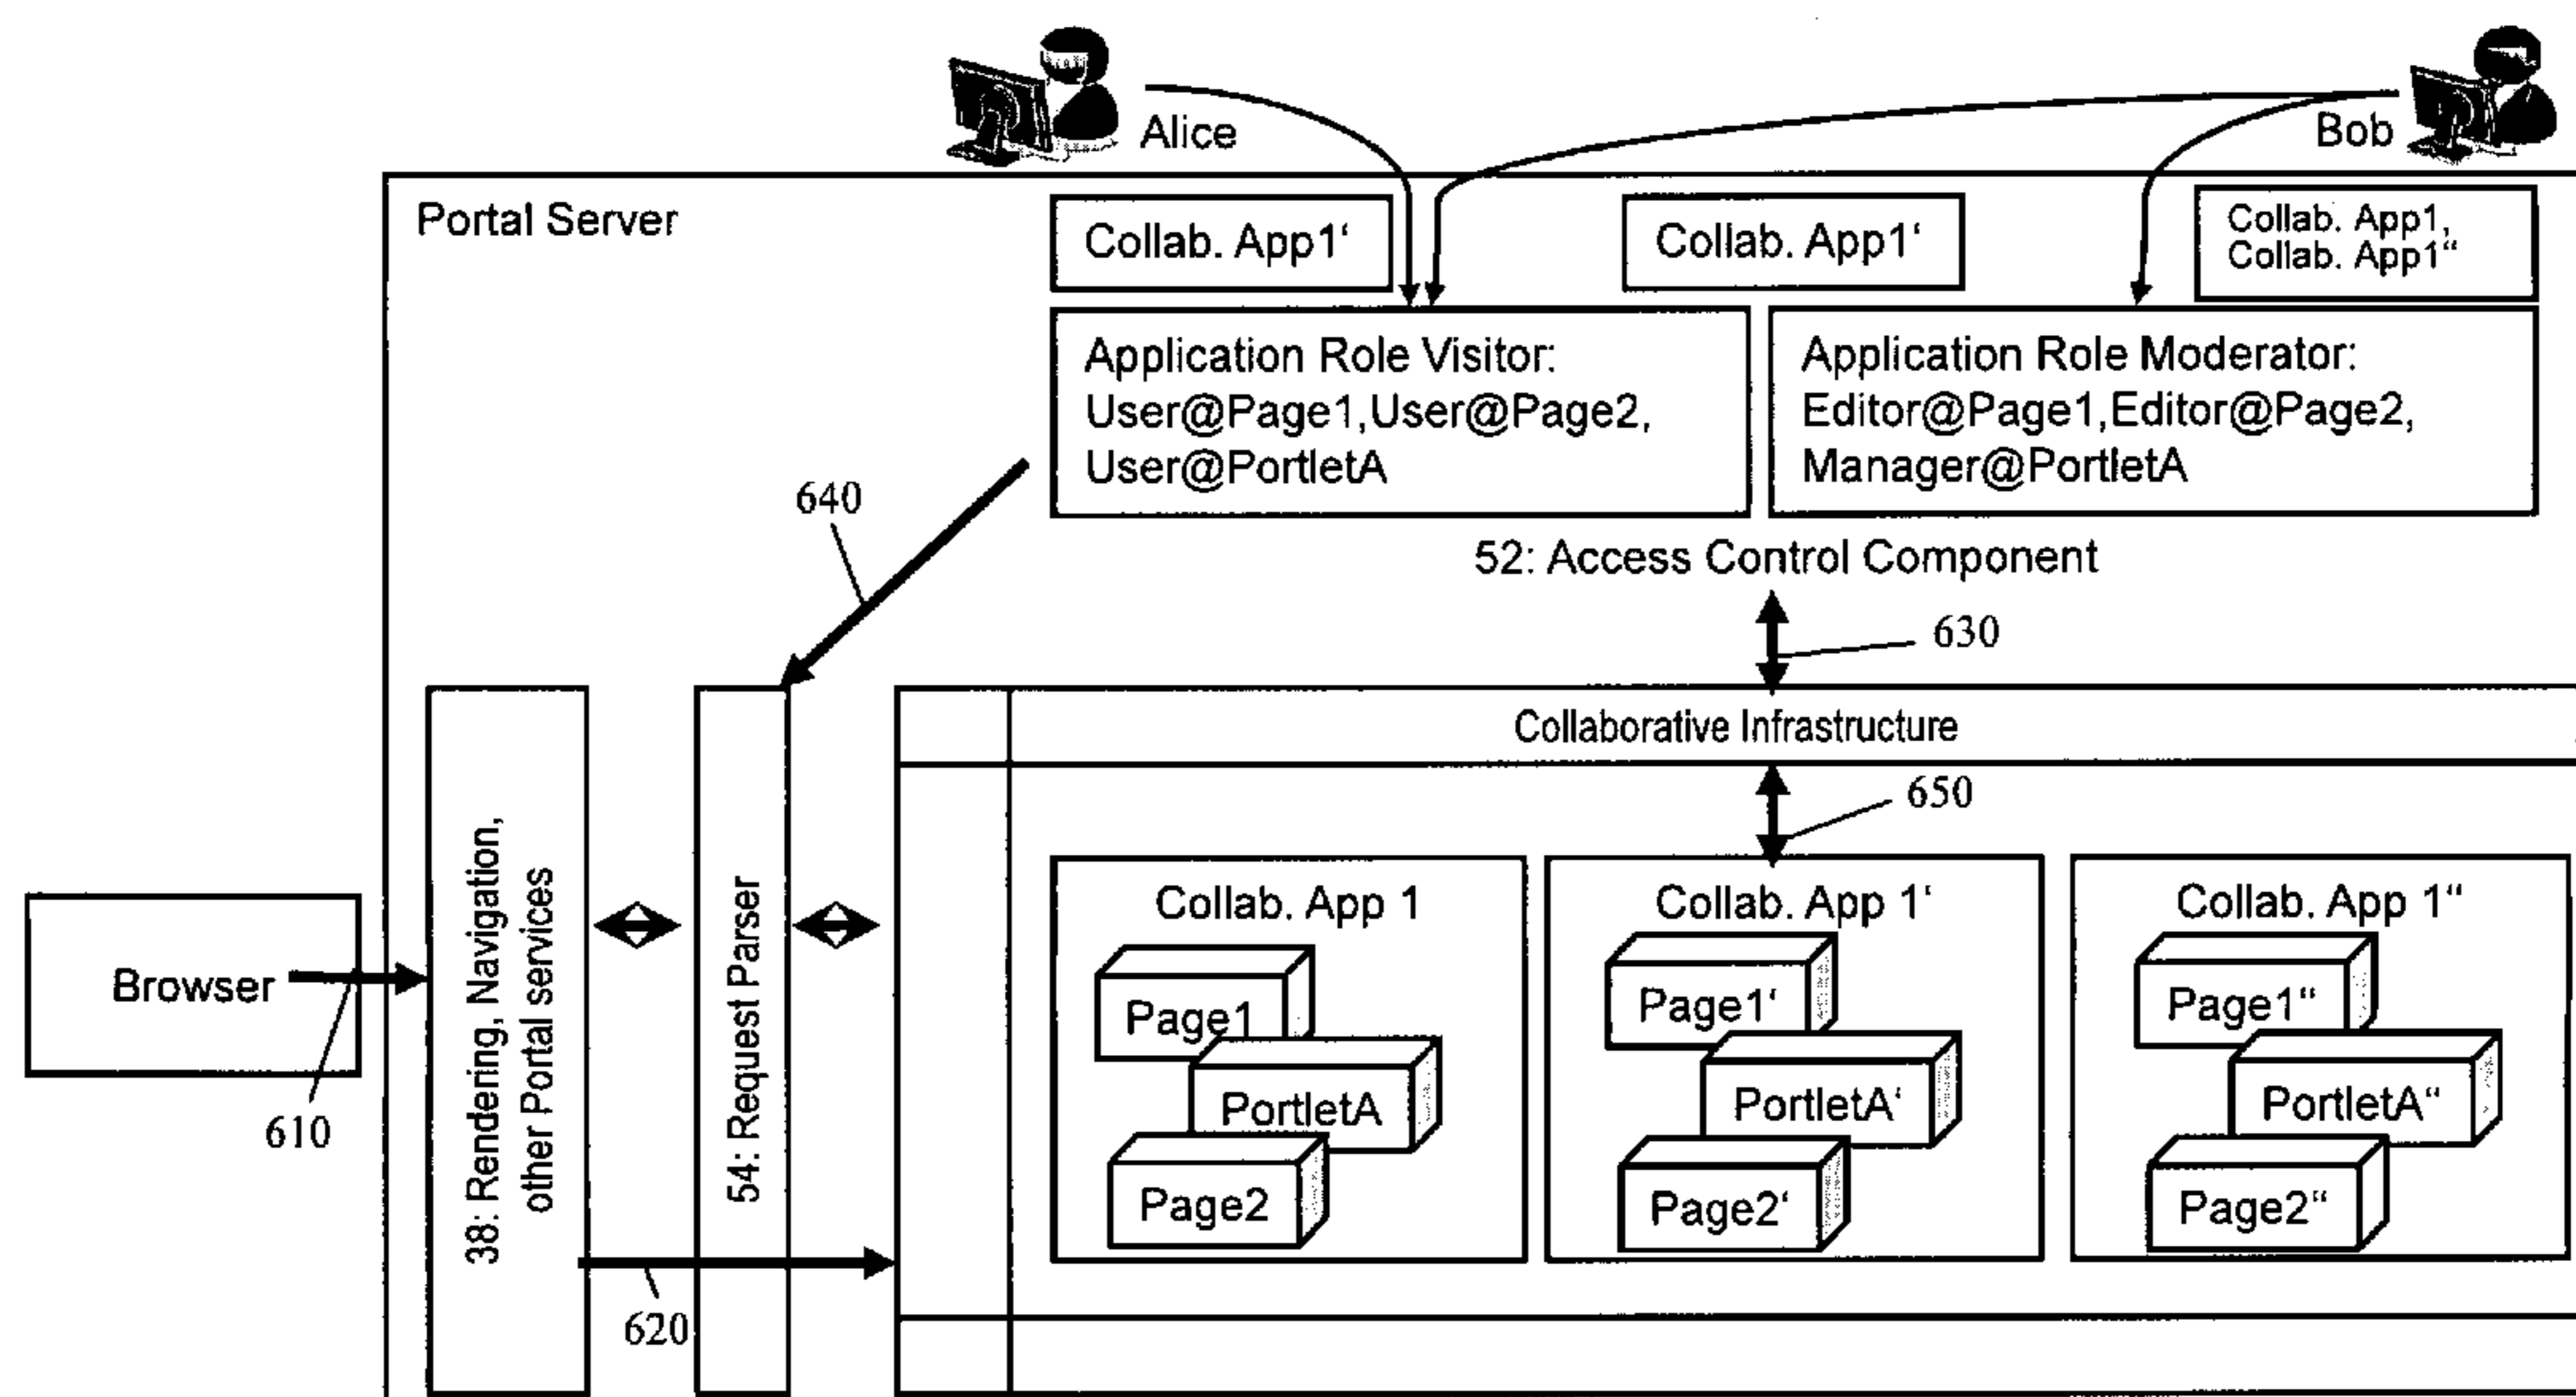 Alice
Bob
Portal Server
Collab. App1‘
Collab. App1‘
Collab. App1,
Collab. App1“
Application Role Visitor:
User@Page1,User@Page2,
User@PortletA
Application Role Moderator:
Editor@Page1,Editor@Page2,
Manager@PortletA
640
52: Access Control Component
630
Collaborative Infrastructure
650
38: Rendering, Navigation,
other Portal services
54: Request Parser
Browser
610
620
Collab. App 1
Page1
PortletA
Page2
Collab. App 1‘
Page1‘
PortletA‘
Page2‘
Collab. App 1“
Page1“
PortletA“
Page2“